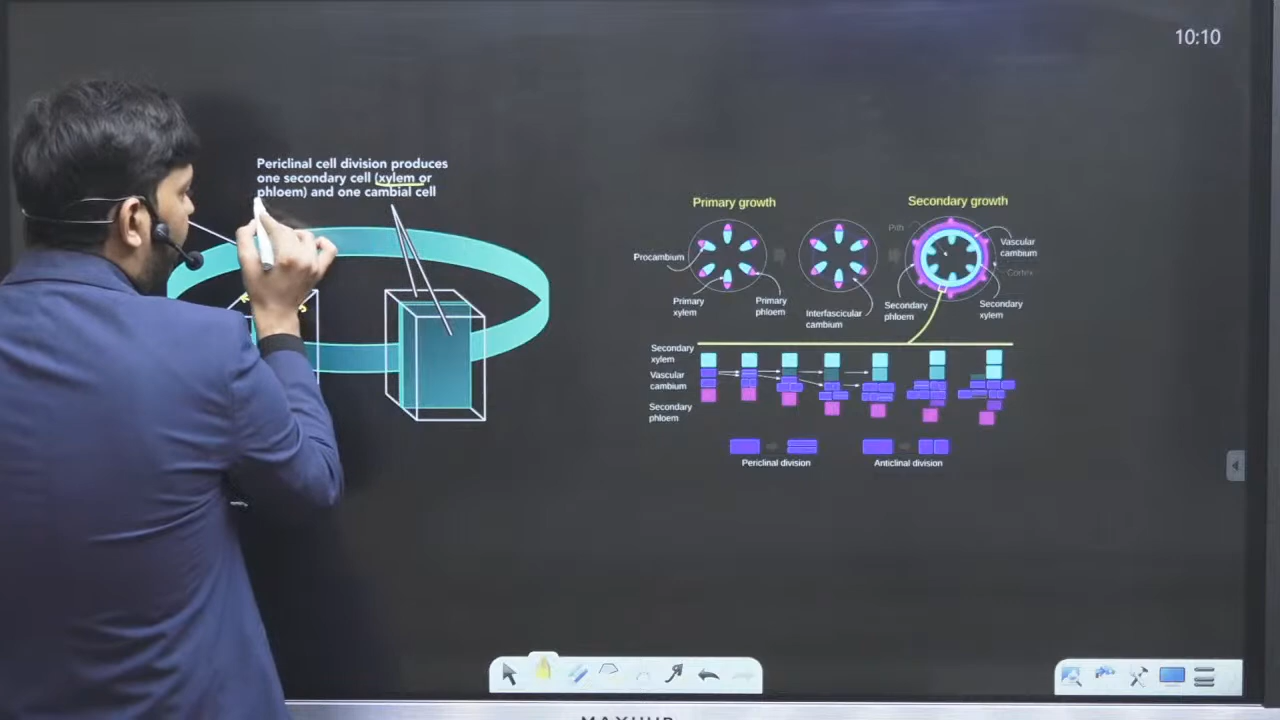 10:10
Periclinal cell division produces
one secondary cell (xylem or
phloem) and one cambial cell
Primary growth
Secondary growth
Pith
Vascular
cambium
Procambium
Cortex
Primary
xylem
Primary
phloem
Interfascicular
cambium
Secondary
phloem
Secondary
xylem
Secondary
xylem
Vascular
cambium
Secondary
phloem
Periclinal division
Anticlinal division